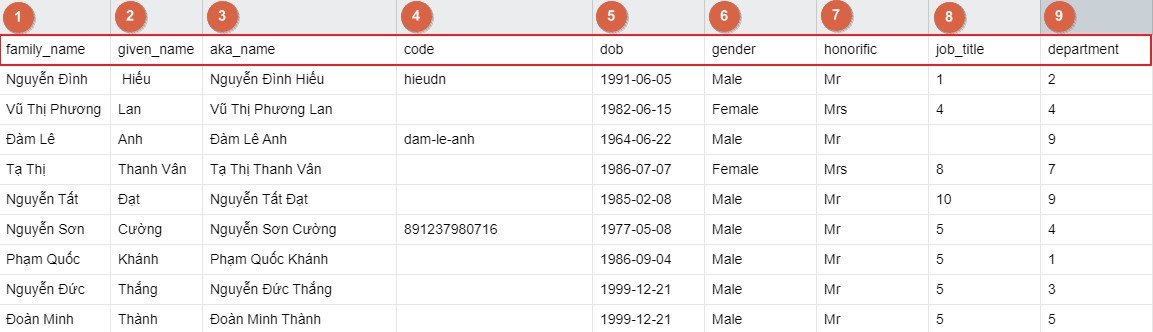 1 2 3 4 5 6 7 8 9
family_name given_name aka_name code dob gender honorific job_title department
Nguyễn Đình Hiếu Nguyễn Đình Hiếu hieudn 1991-06-05 Male Mr 1 2
Vũ Thị Phương Lan Vũ Thị Phương Lan 1982-06-15 Female Mrs 4 4
Đàm Lê Anh Đàm Lê Anh dam-le-anh 1964-06-22 Male Mr 9
Tạ Thị Thanh Vân Tạ Thị Thanh Vân 1986-07-07 Female Mrs 8 7
Nguyễn Tất Đạt Nguyễn Tất Đạt 1985-02-08 Male Mr 10 9
Nguyễn Sơn Cường Nguyễn Sơn Cường 891237980716 1977-05-08 Male Mr 5 4
Phạm Quốc Khánh Phạm Quốc Khánh 1986-09-04 Male Mr 5 1
Nguyễn Đức Thắng Nguyễn Đức Thắng 1999-12-21 Male Mr 5 3
Đoàn Minh Thành Đoàn Minh Thành 1999-12-21 Male Mr 5 5